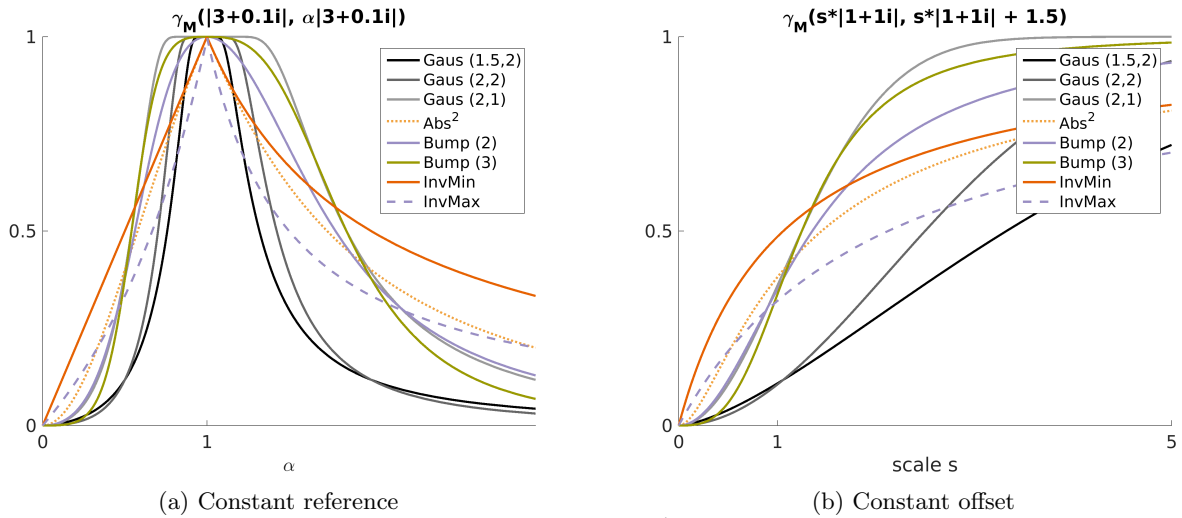 γM(|3+0.1i|, α|3+0.1i|)
1
0.5
0
0
1
α
Gaus (1.5,2)
Gaus (2,2)
Gaus (2,1)
Abs²
Bump (2)
Bump (3)
InvMin
InvMax
(a) Constant reference
γM(s*|1+1i|, s*|1+1i| + 1.5)
1
0.5
0
0
1
5
scale s
Gaus (1.5,2)
Gaus (2,2)
Gaus (2,1)
Abs²
Bump (2)
Bump (3)
InvMin
InvMax
(b) Constant offset